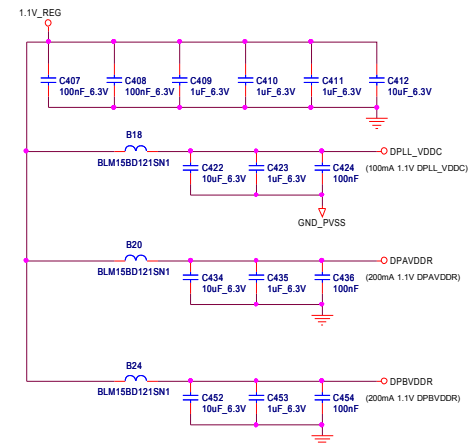 1.1V_REG
C407
100nF_6.3V
C408
100nF_6.3V
C409
1uF_6.3V
C410
1uF_6.3V
C411
1uF_6.3V
C412
10uF_6.3V
B18
BLM15BD121SN1
C422
10uF_6.3V
C423
1uF_6.3V
C424
100nF
DPLL_VDDC
(100mA 1.1V DPLL_VDDC)
GND_PVSS
B20
BLM15BD121SN1
C434
10uF_6.3V
C435
1uF_6.3V
C436
100nF
DPAVDDR
(200mA 1.1V DPAVDDR)
B24
BLM15BD121SN1
C452
10uF_6.3V
C453
1uF_6.3V
C454
100nF
DPBVDDR
(200mA 1.1V DPBVDDR)